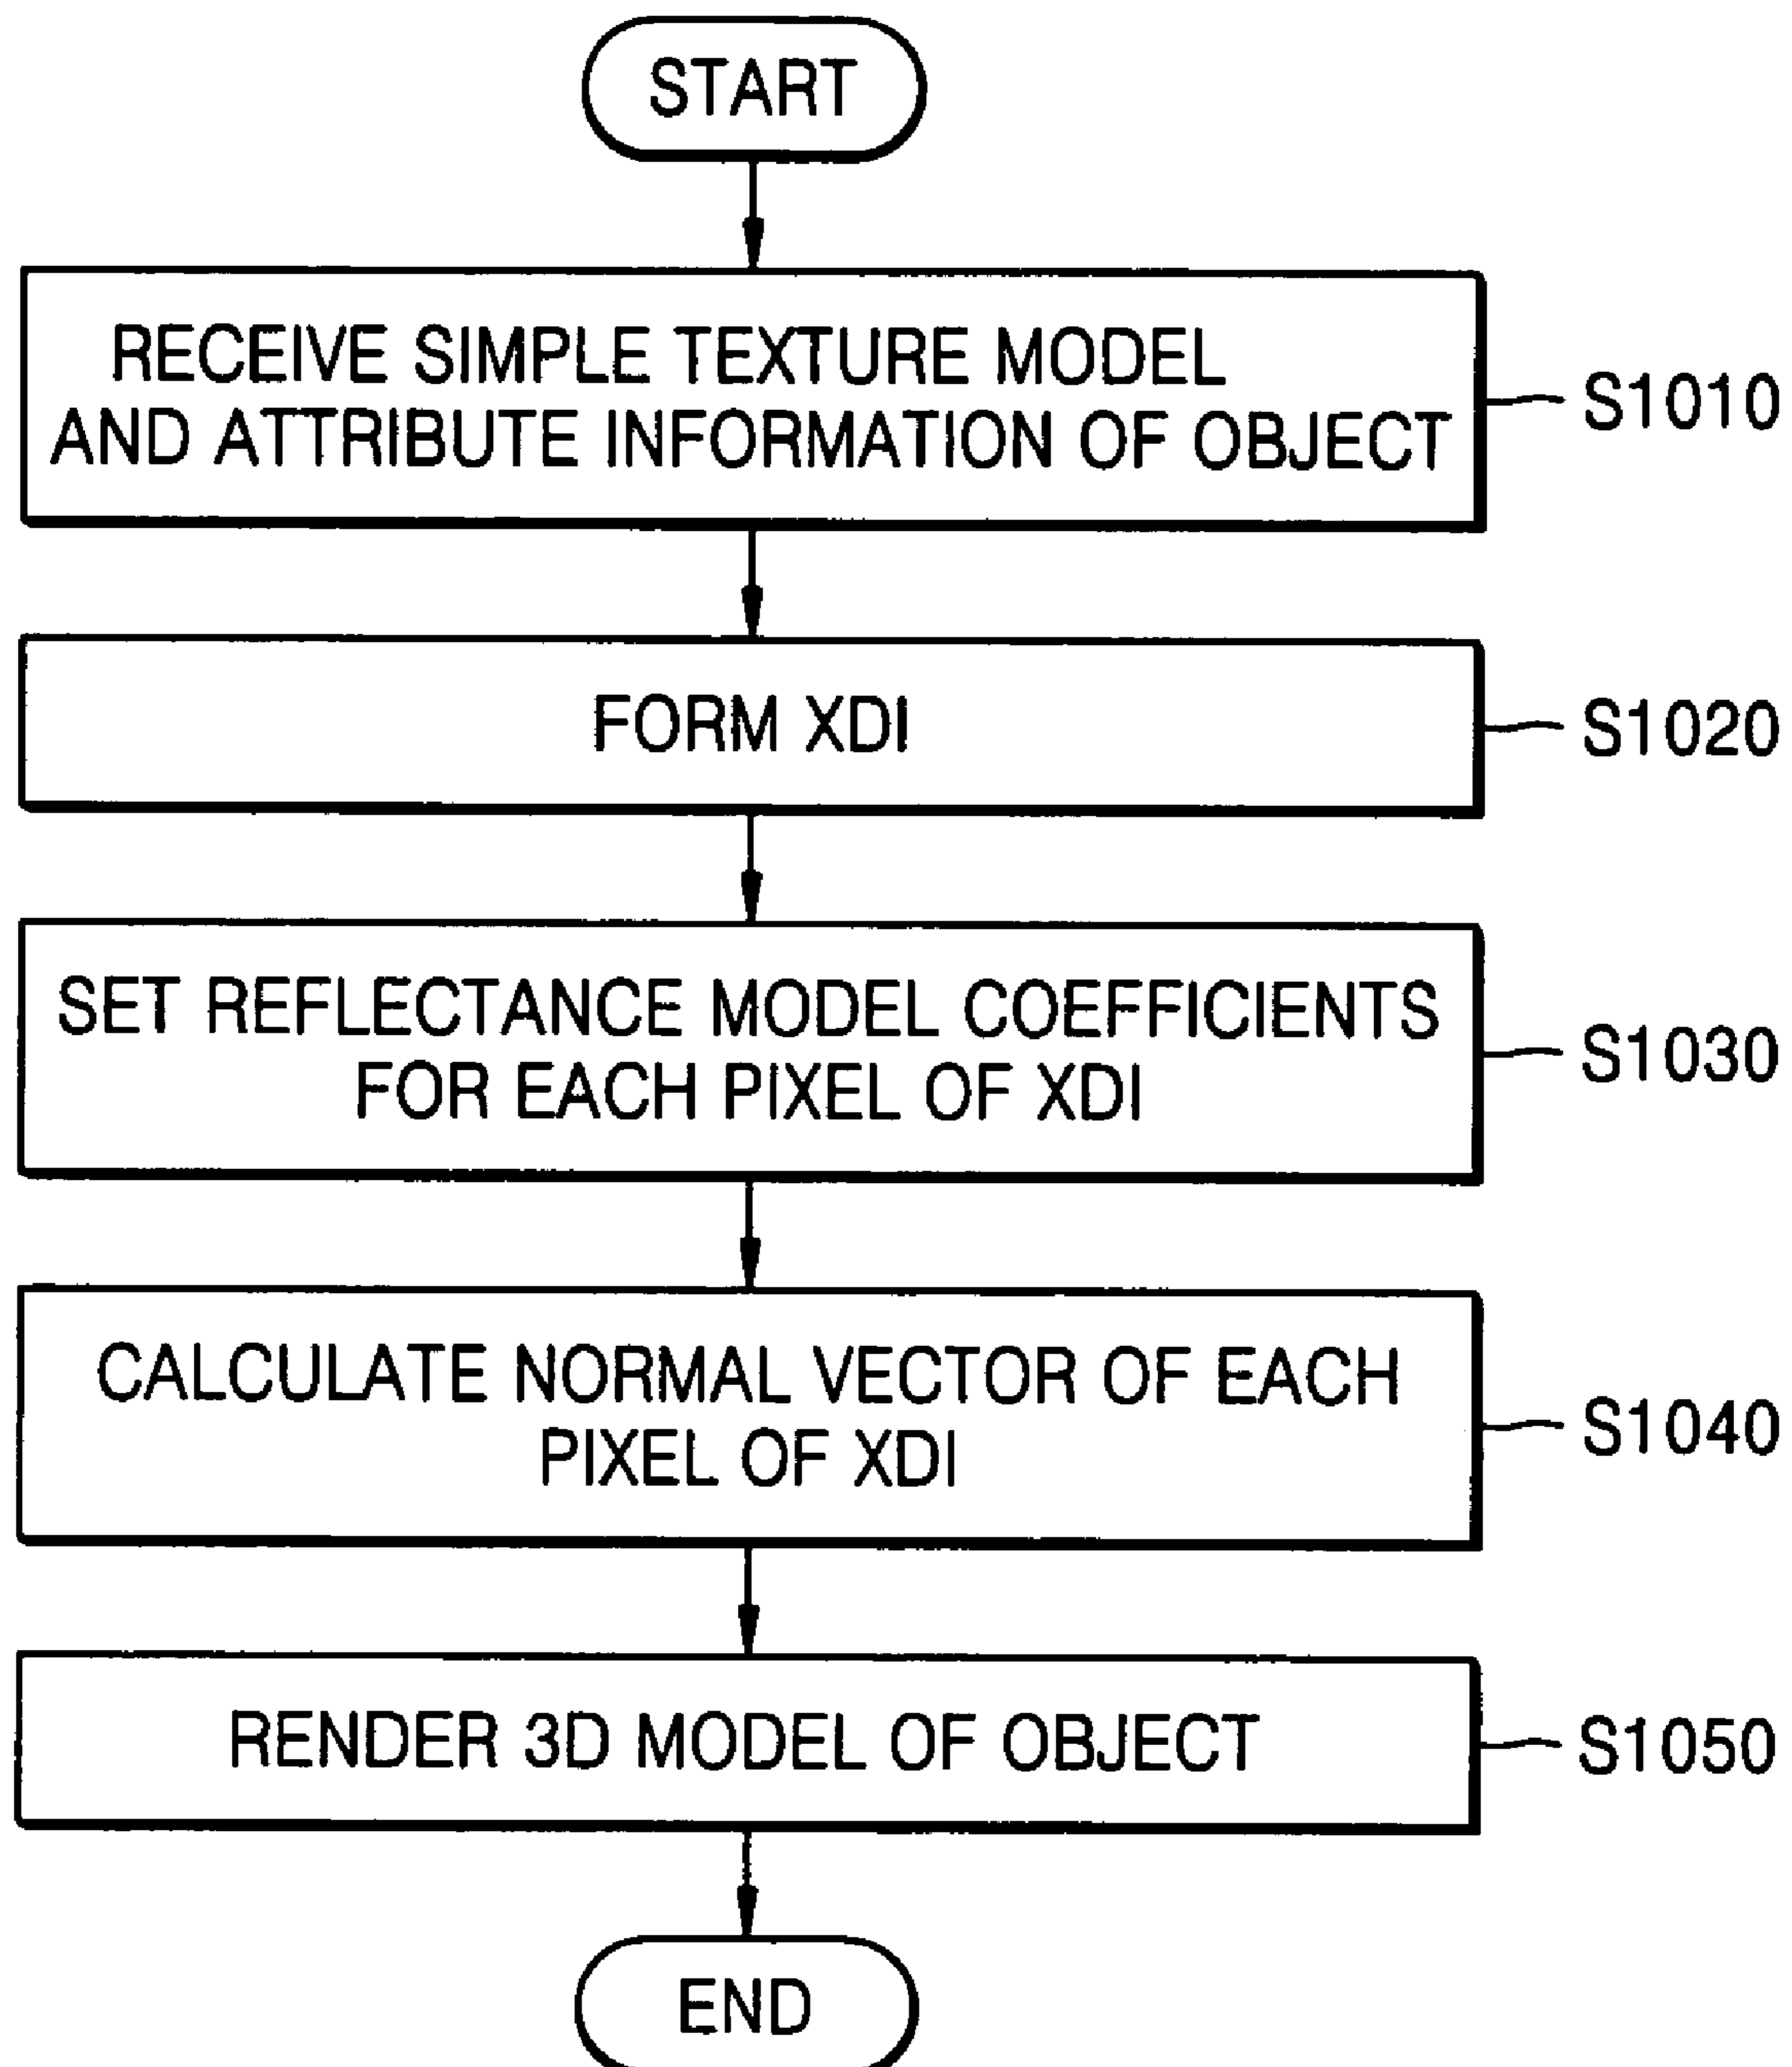 START
RECEIVE SIMPLE TEXTURE MODEL
AND ATTRIBUTE INFORMATION OF OBJECT
S1010
FORM XDI
S1020
SET REFLECTANCE MODEL COEFFICIENTS
FOR EACH PIXEL OF XDI
S1030
CALCULATE NORMAL VECTOR OF EACH
PIXEL OF XDI
S1040
RENDER 3D MODEL OF OBJECT
S1050
END